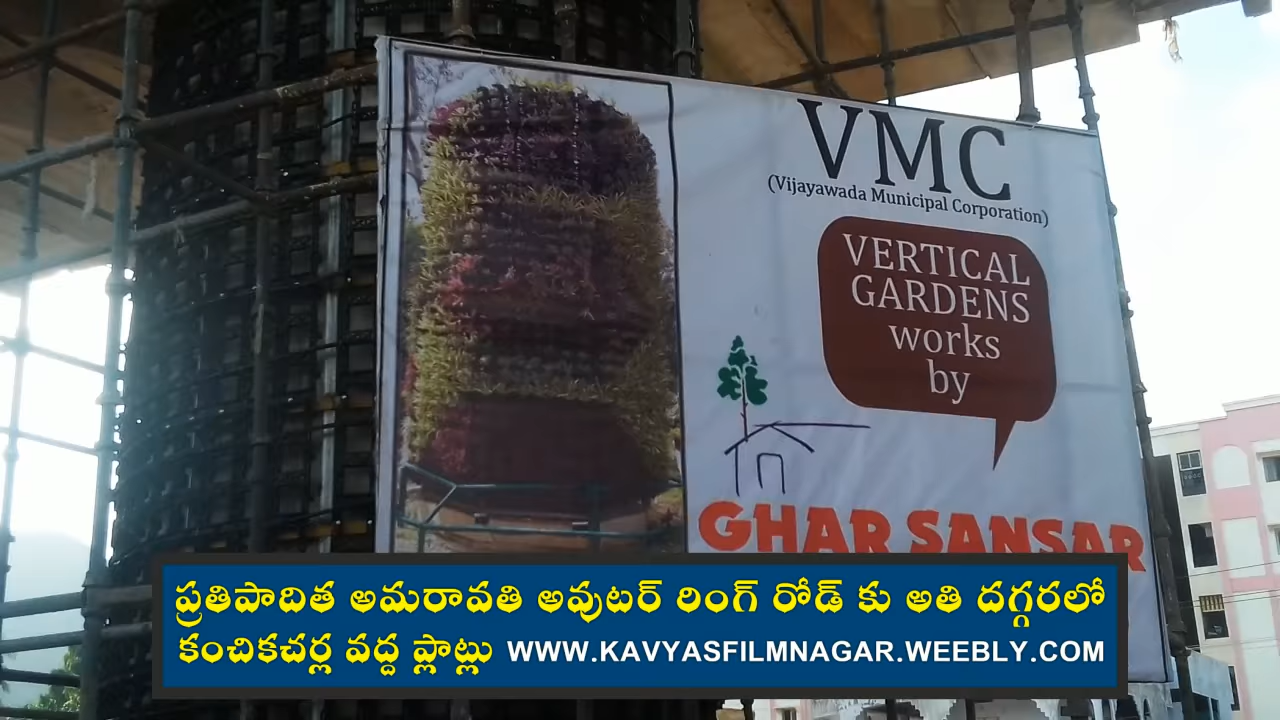 VMC
(Vijayawada Municipal Corporation)
VERTICAL
GARDENS
works
by
GHAR SANSAR
ప్రతిపాదిత అమరావతి అవుటర్ రింగ్ రోడ్ కు అతి దగ్గరలో
కంచికచర్ల వద్ద ప్లాట్లు WWW.KAVYASFILMNAGAR.WEEBLY.COM